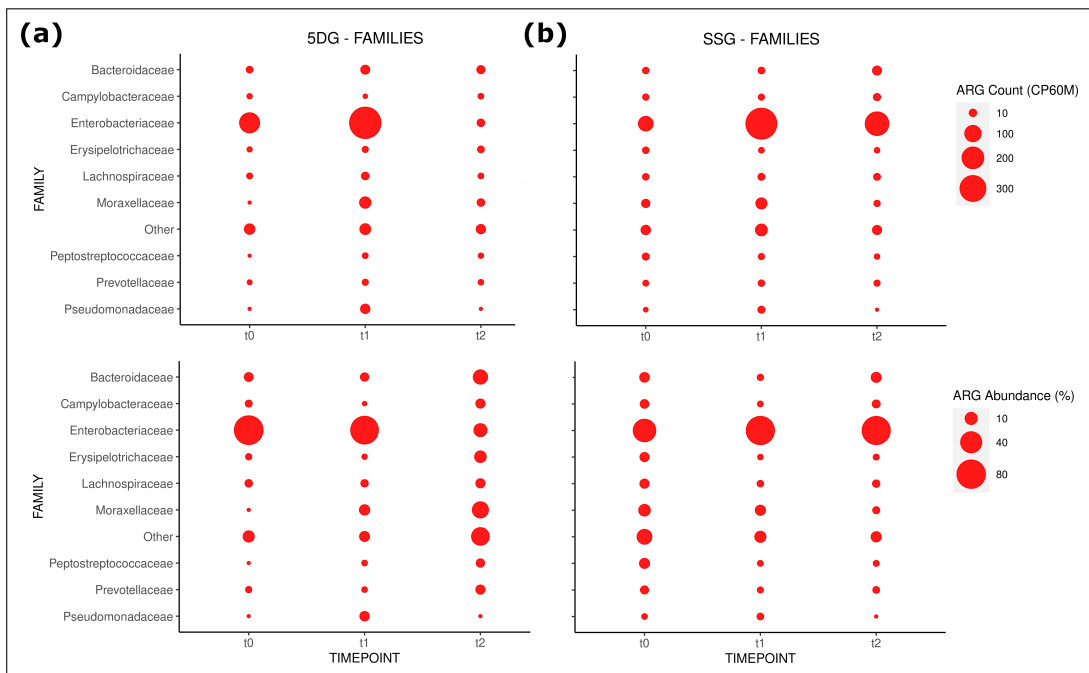 (a)
5DG - FAMILIES
(b)
SSG - FAMILIES
FAMILY
Bacteroidaceae
Campylobacteraceae
Enterobacteriaceae
Erysipelotrichaceae
Lachnospiraceae
Moraxellaceae
Other
Peptostreptococcaceae
Prevotellaceae
Pseudomonadaceae
t0 t1 t2
t0 t1 t2
ARG Count (CP60M)
10
100
200
300
FAMILY
Bacteroidaceae
Campylobacteraceae
Enterobacteriaceae
Erysipelotrichaceae
Lachnospiraceae
Moraxellaceae
Other
Peptostreptococcaceae
Prevotellaceae
Pseudomonadaceae
t0 t1 t2
TIMEPOINT
t0 t1 t2
TIMEPOINT
ARG Abundance (%)
10
40
80